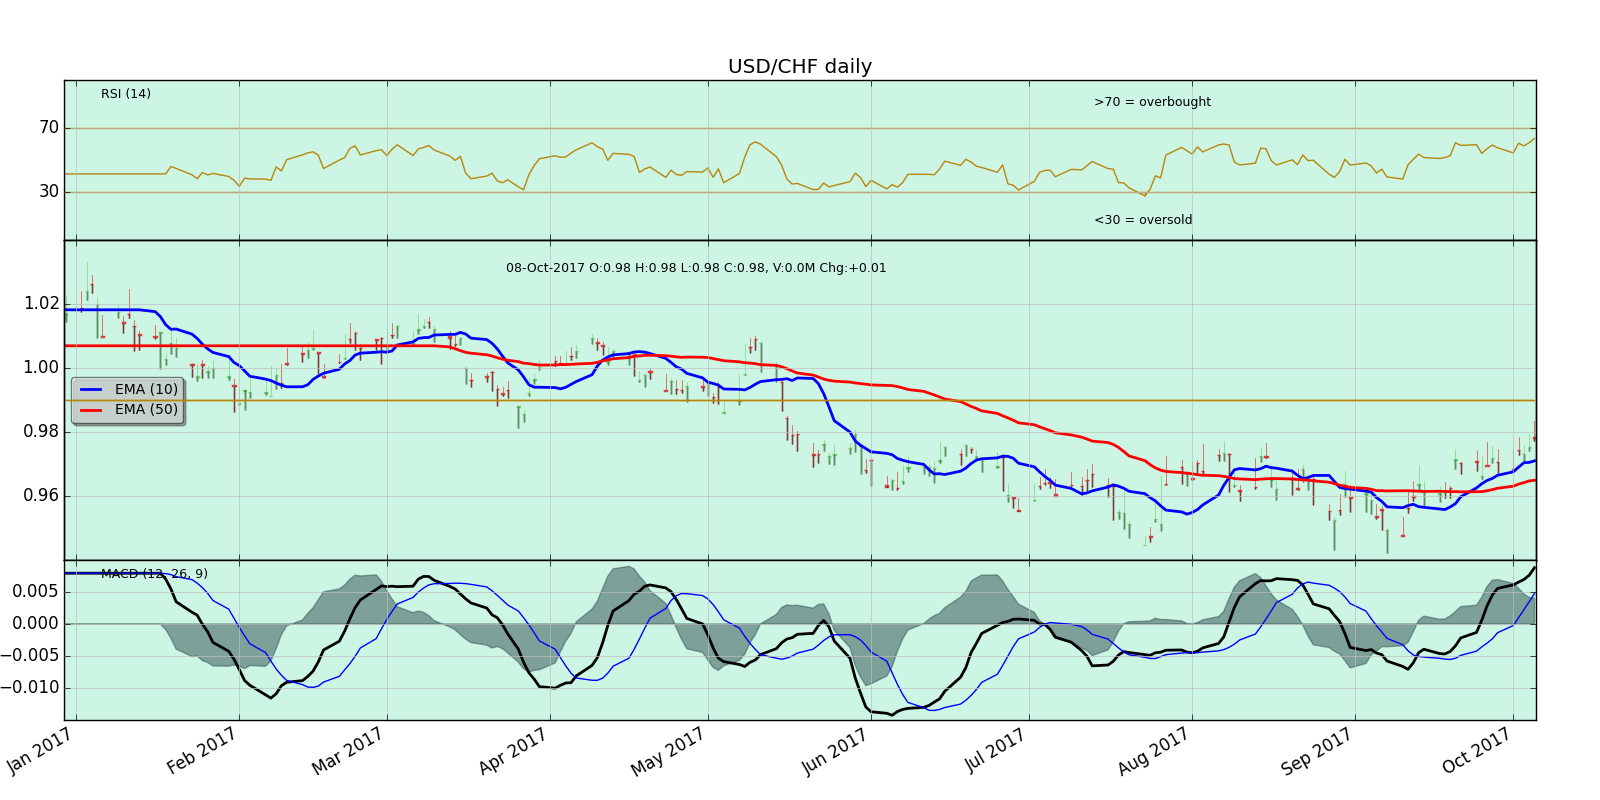 USD/CHF daily
RSI (14)
>70 = overbought
70
30
<30 = oversold
08-Oct-2017 O:0.98 H:0.98 L:0.98 C:0.98, V:0.0M Chg:+0.01
1.02
1.00
EMA (10)
EMA (50)
0.98
0.96
MACD (12, 26, 9)
0.005
0.000
−0.005
−0.010
Jan 2017
Feb 2017
Mar 2017
Apr 2017
May 2017
Jun 2017
Jul 2017
Aug 2017
Sep 2017
Oct 2017